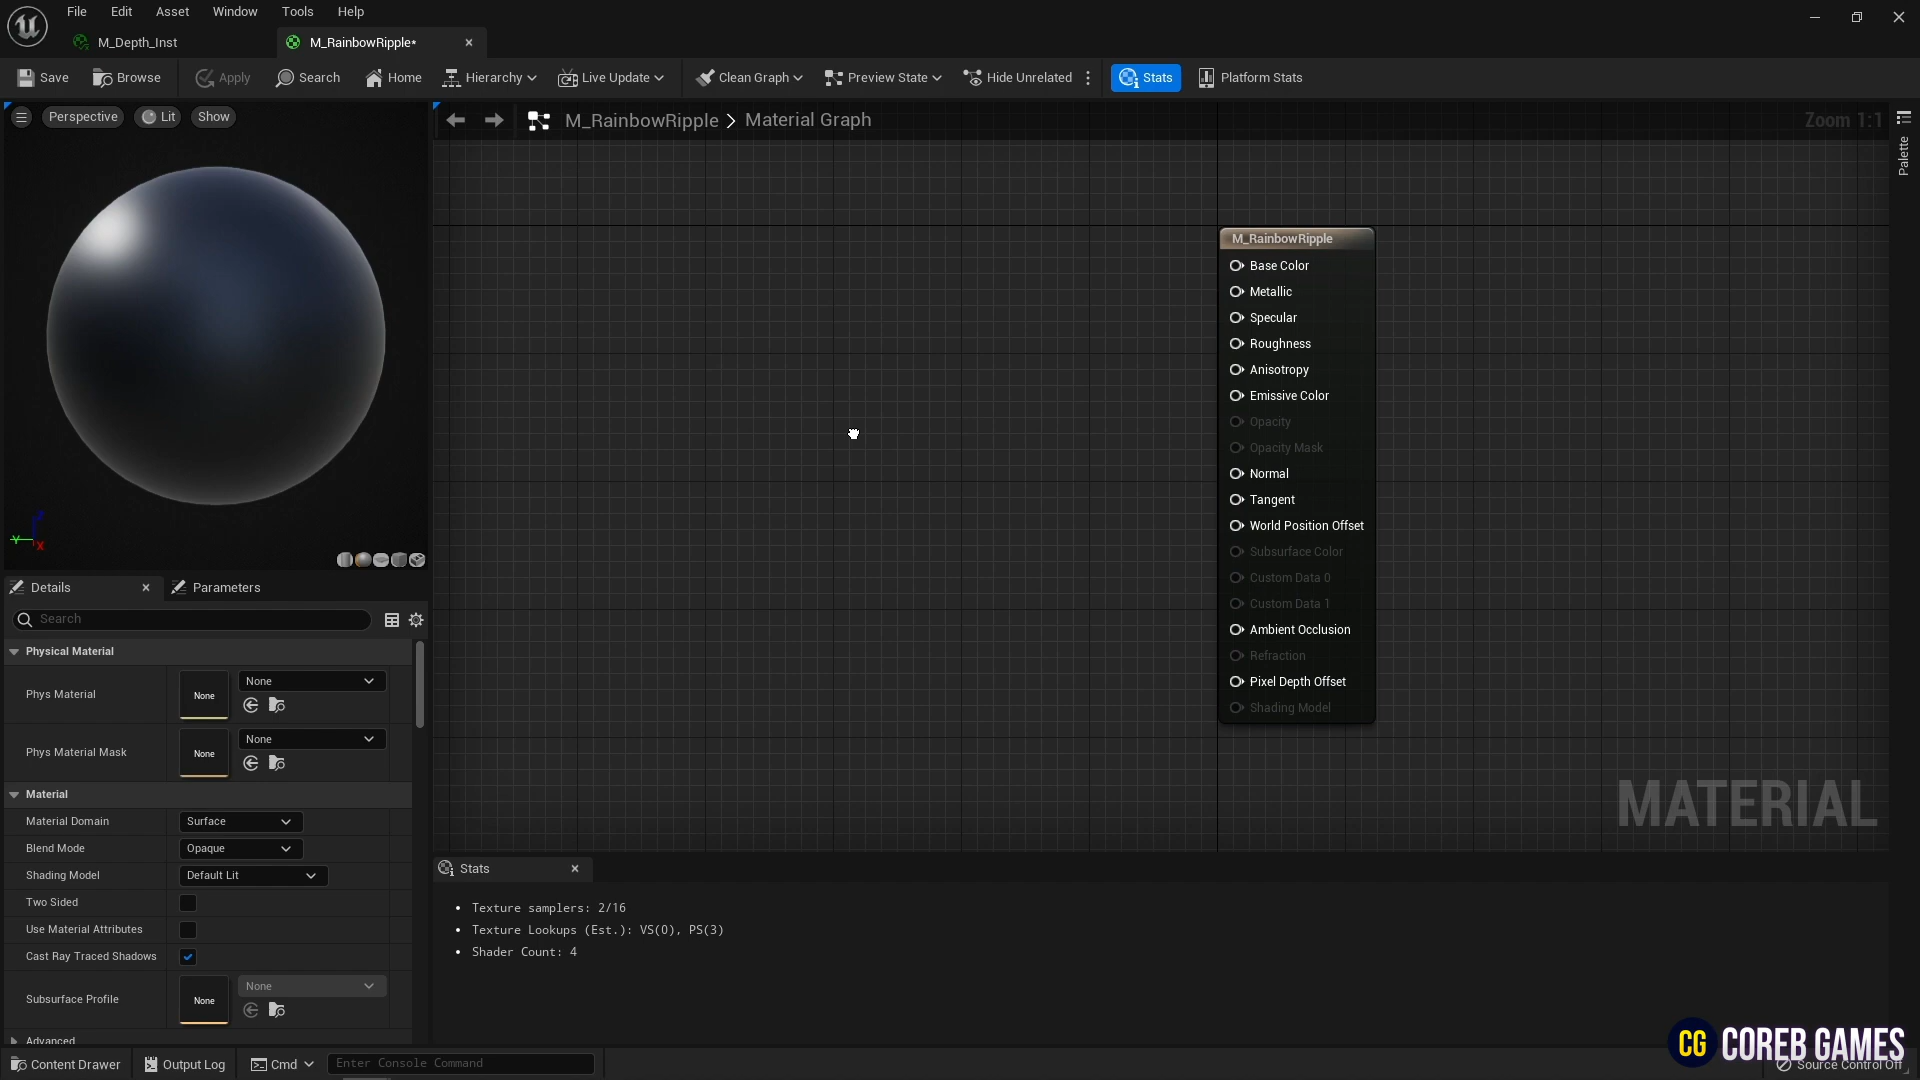 File Edit Asset Window Tools Help
M_Depth_Inst
M_RainbowRipple*
Save Browse Apply Search Home Hierarchy Live Update Clean Graph Preview State Hide Unrelated Stats Platform Stats
Perspective Lit Show
M_RainbowRipple > Material Graph
Zoom 1:1
Palette
M_RainbowRipple
Base Color
Metallic
Specular
Roughness
Anisotropy
Emissive Color
Opacity
Opacity Mask
Normal
Tangent
World Position Offset
Subsurface Color
Custom Data 0
Custom Data 1
Ambient Occlusion
Refraction
Pixel Depth Offset
Shading Model
MATERIAL
Y
X
Details
Parameters
Search
Physical Material
Phys Material None None
Phys Material Mask None None
Material
Material Domain Surface
Blend Mode Opaque
Shading Model Default Lit
Two Sided
Use Material Attributes
Cast Ray Traced Shadows
Subsurface Profile None None
Advanced
Stats
• Texture samplers: 2/16
• Texture Lookups (Est.): VS(0), PS(3)
• Shader Count: 4
Content Drawer Output Log Cmd Enter Console Command
CG COREB GAMES
Source Control Off